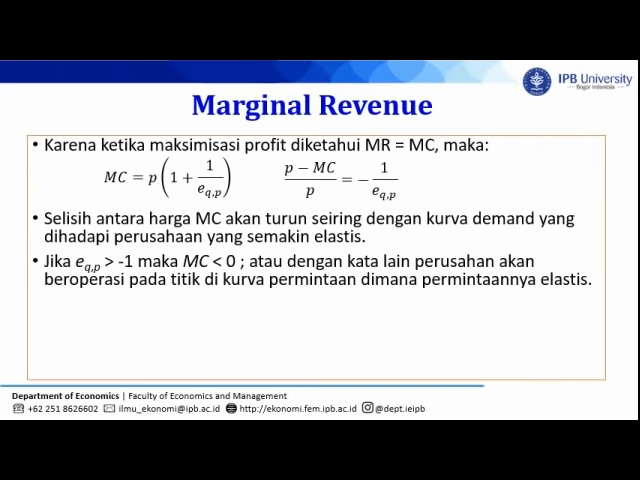 IPB University
Bogor Indonesia
Marginal Revenue
• Karena ketika maksimisasi profit diketahui MR = MC, maka:
MC = p(1 + 1/e_{q,p})    (p − MC)/p = −1/e_{q,p}
• Selisih antara harga MC akan turun seiring dengan kurva demand yang
dihadapi perusahaan yang semakin elastis.
• Jika e_{q,p} > -1 maka MC < 0 ; atau dengan kata lain perusahan akan
beroperasi pada titik di kurva permintaan dimana permintaannya elastis.
Department of Economics | Faculty of Economics and Management
+62 251 8626602 ilmu_ekonomi@ipb.ac.id http://ekonomi.fem.ipb.ac.id @dept.ieipb